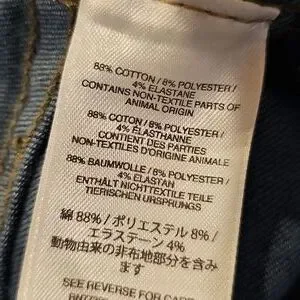 88% COTTON / 8% POLYESTER /
4% ELASTANE
CONTAINS NON-TEXTILE PARTS OF
ANIMAL ORIGIN
88% COTON / 8% POLYESTER /
4% ÉLASTHANNE
CONTIENT DES PARTIES
NON-TEXTILES D'ORIGINE ANIMALE
88% BAUMWOLLE / 8% POLYESTER /
4% ELASTAN
ENTHÄLT NICHTTEXTILE TEILE
TIERISCHEN URSPRUNGS
綿 88% / ポリエステル 8% /
エラステーン 4%
動物由来の非布地部分を含み
ます
SEE REVERSE FOR CARE